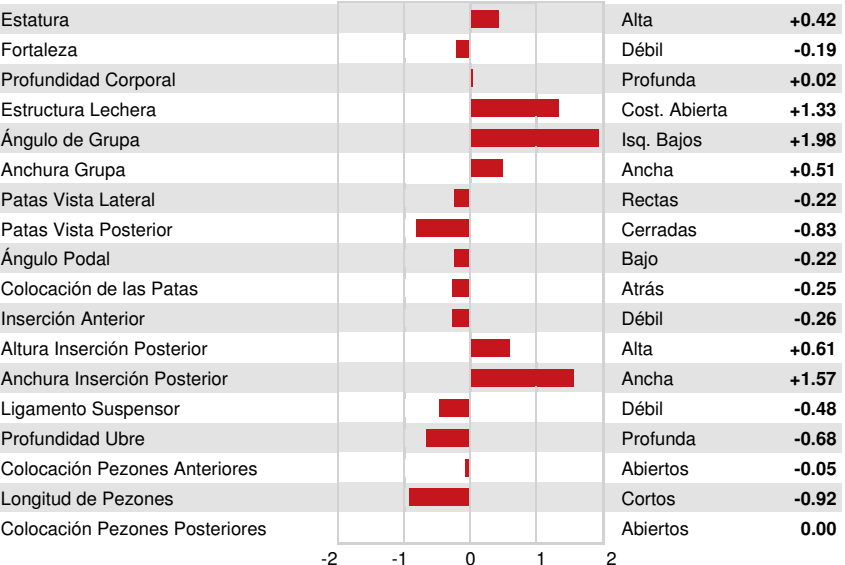 Estatura Alta +0.42
Fortaleza Débil -0.19
Profundidad Corporal Profunda +0.02
Estructura Lechera Cost. Abierta +1.33
Ángulo de Grupa Isq. Bajos +1.98
Anchura Grupa Ancha +0.51
Patas Vista Lateral Rectas -0.22
Patas Vista Posterior Cerradas -0.83
Ángulo Podal Bajo -0.22
Colocación de las Patas Atrás -0.25
Inserción Anterior Débil -0.26
Altura Inserción Posterior Alta +0.61
Anchura Inserción Posterior Ancha +1.57
Ligamento Suspensor Débil -0.48
Profundidad Ubre Profunda -0.68
Colocación Pezones Anteriores Abiertos -0.05
Longitud de Pezones Cortos -0.92
Colocación Pezones Posteriores Abiertos 0.00
-2 -1 0 1 2